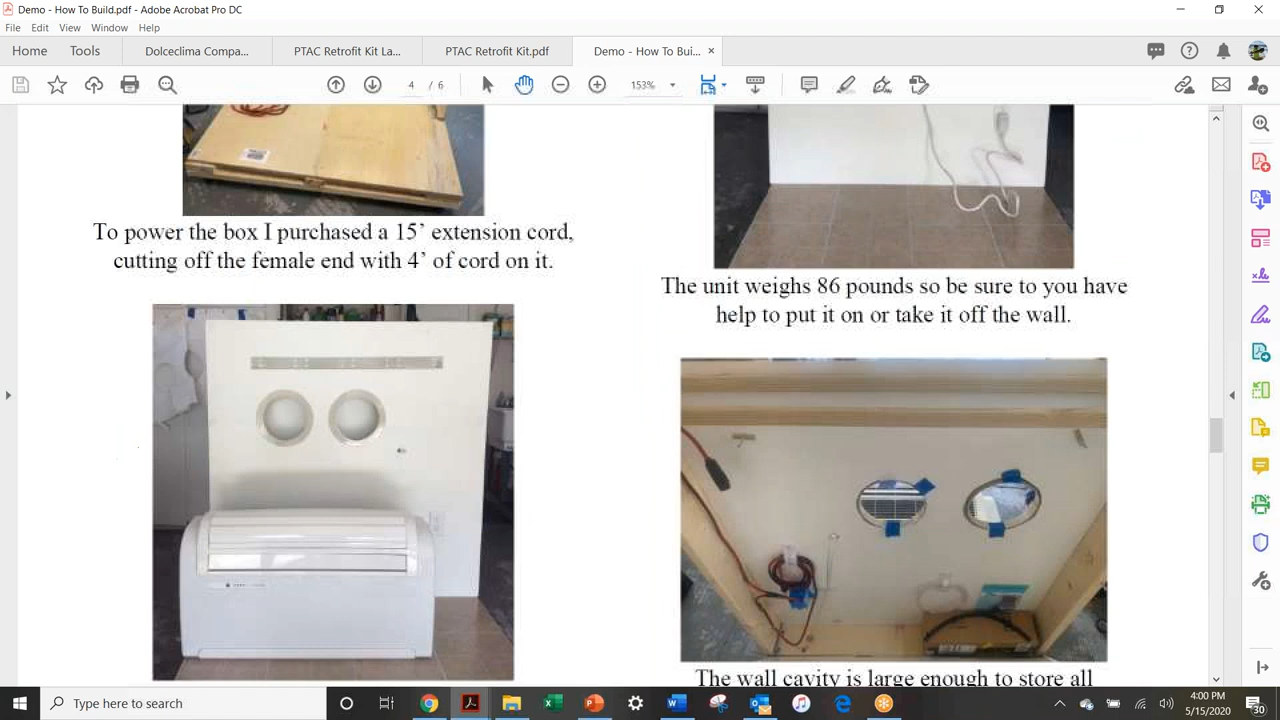 Demo - How To Build.pdf - Adobe Acrobat Pro DC
File Edit View Window Help
Home Tools Dolceclima Compa... PTAC Retrofit Kit La... PTAC Retrofit Kit.pdf Demo - How To Bui... ×
4 / 6 153%
To power the box I purchased a 15’ extension cord,
cutting off the female end with 4’ of cord on it.
The unit weighs 86 pounds so be sure to you have
help to put it on or take it off the wall.
The wall cavity is large enough to store all
Type here to search
4:00 PM
5/15/2020
30